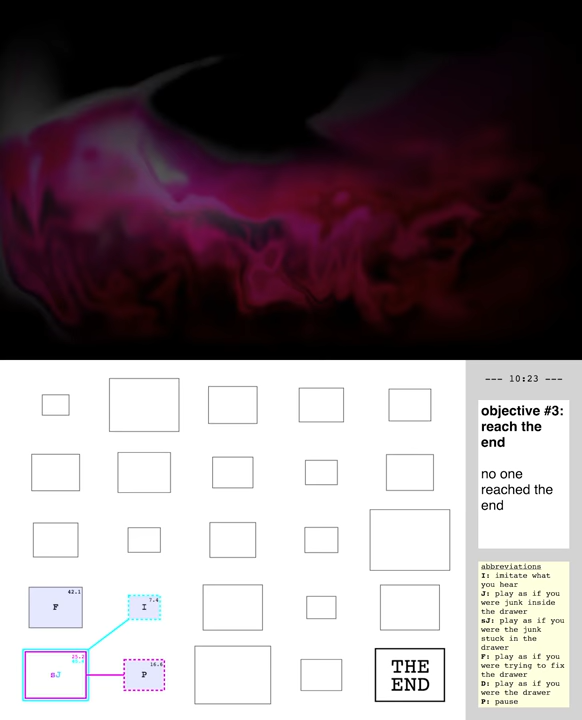 --- 10:23 ---
objective #3:
reach the
end
no one
reached the
end
42.1
F
7.4
I
25.2
sJ
16.6
P
THE
END
abbreviations
I: imitate what
you hear
J: play as if you
were junk inside
the drawer
sJ: play as if you
were the junk
stuck in the
drawer
F: play as if you
were trying to fix
the drawer
D: play as if you
were the drawer
P: pause